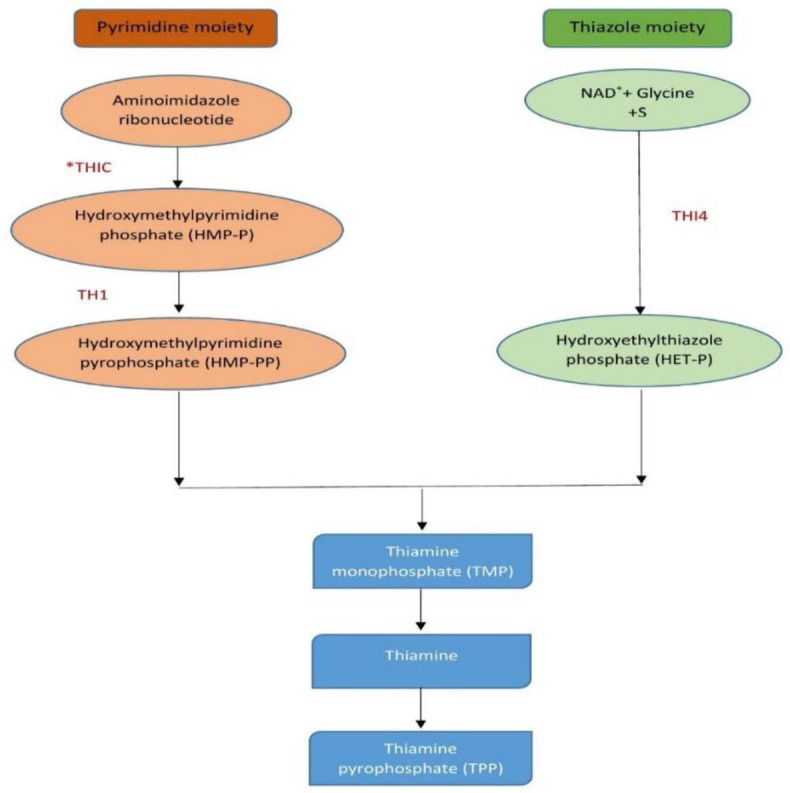 Pyrimidine moiety
Thiazole moiety
Aminoimidazole
ribonucleotide
NAD⁺+ Glycine
+S
*THIC
Hydroxymethylpyrimidine
phosphate (HMP-P)
THI4
TH1
Hydroxymethylpyrimidine
pyrophosphate (HMP-PP)
Hydroxyethylthiazole
phosphate (HET-P)
Thiamine
monophosphate (TMP)
Thiamine
Thiamine
pyrophosphate (TPP)